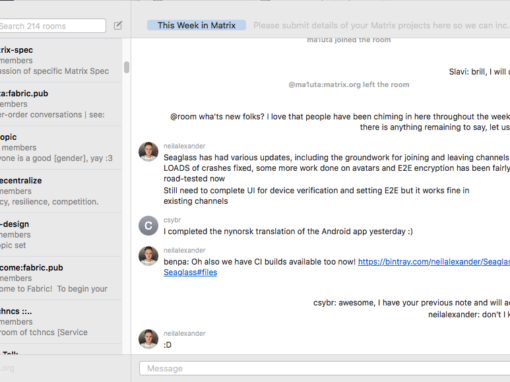 Search 214 rooms
This Week in Matrix
Please submit details of your Matrix projects here so we can inc.
trix-spec
members
assion of specific Matrix Spec
ta:fabric.pub
members
er-order conversations | see:
opic
members
one is a good [gender], yay :3
ecentralize
members
cy, resilience, competition.
-design
members
opic set
come:fabric.pub
members
ome to Fabric! To begin your
chncs ::..
members
room of tchncs [Service
Talk
.org
ma1uta joined the room
Slavi: brill, I will u
@ma1uta:matrix.org left the room
@room wha'ts new folks? I love that people have been chiming in here throughout the week
there is anything remaining to say, let us
neilalexander
Seaglass has had various updates, including the groundwork for joining and leaving channels
LOADS of crashes fixed, some more work done on avatars and E2E encryption has been fairly
road-tested now
Still need to complete UI for device verification and setting E2E but it works fine in
existing channels
C
csybr
I completed the nynorsk translation of the Android app yesterday :)
neilalexander
benpa: Oh also we have CI builds available too now! https://bintray.com/neilalexander/Seaglas
Seaglass#files
csybr: awesome, I have your previous note and will ad
neilalexander: don't I k
neilalexander
:D
Message